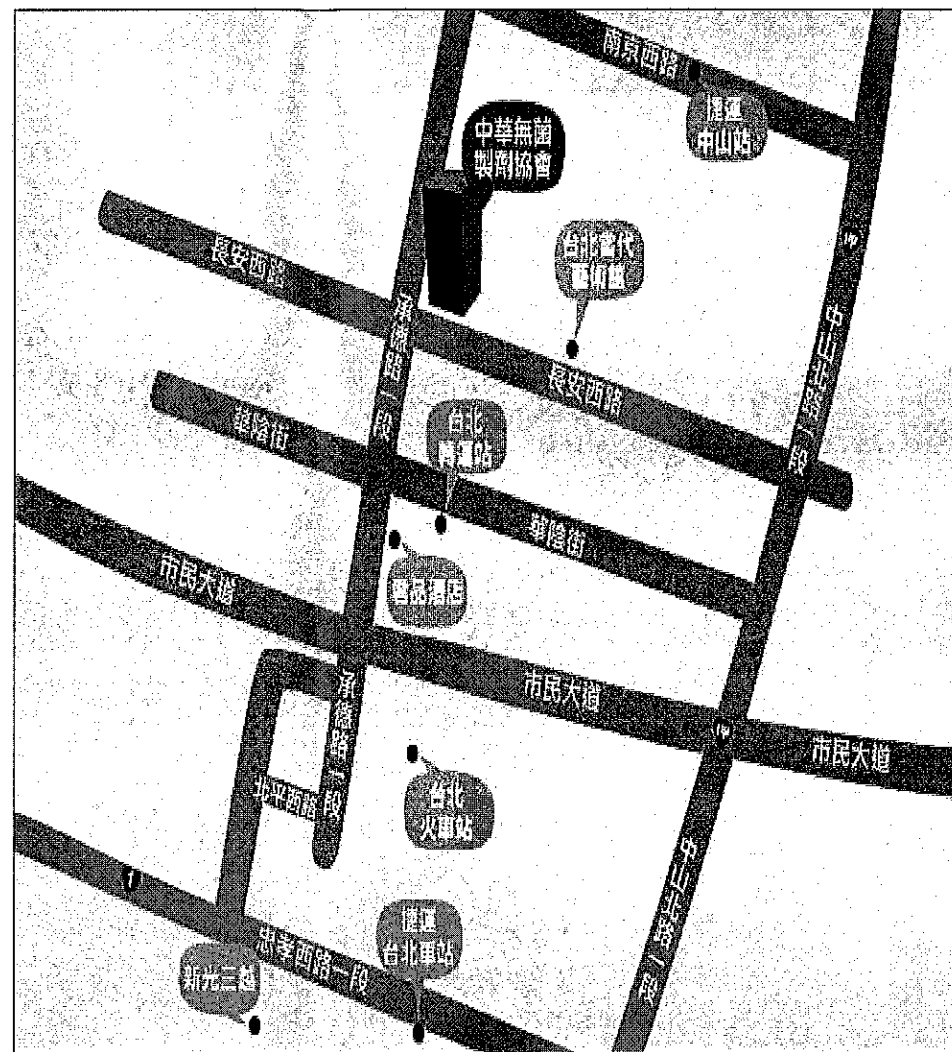 南京西路
捷運
中山站
中華無菌
製劑協會
台北當代
藝術館
長安西路
承德路一段
中山北路一段
長安西路
台北
轉運站
華陰街
華陰街
君品酒店
市民大道
市民大道
市民大道
承德路一段
北平西路
台北
火車站
中山北路一段
1
忠孝西路一段
捷運
台北車站
新光三越